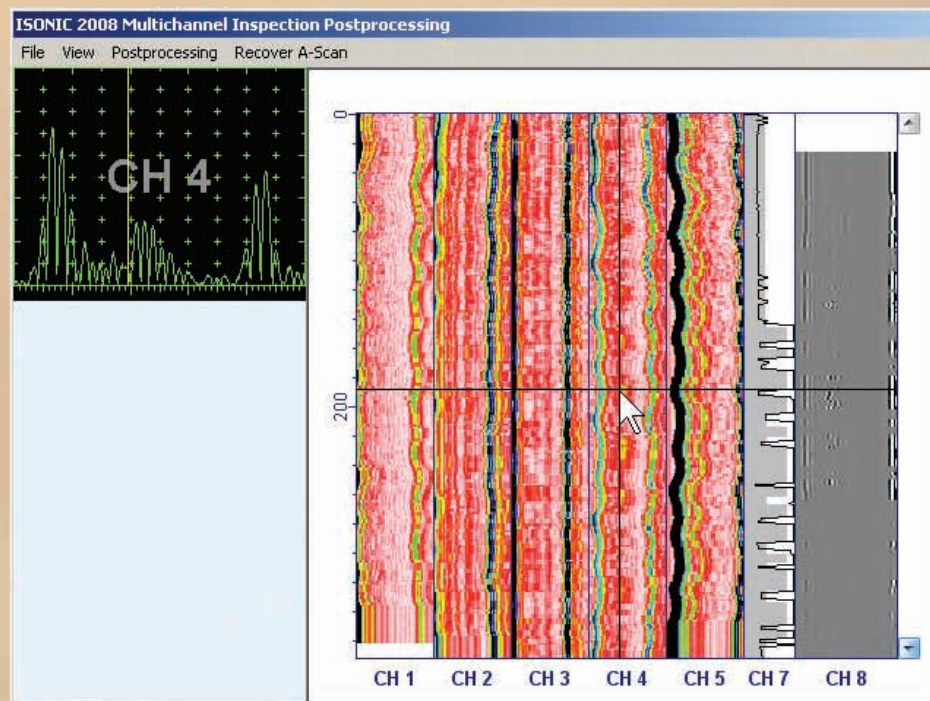 ISONIC 2008 Multichannel Inspection Postprocessing
File View Postprocessing Recover A-Scan
CH 4
0
200
CH 1 CH 2 CH 3 CH 4 CH 5 CH 7 CH 8